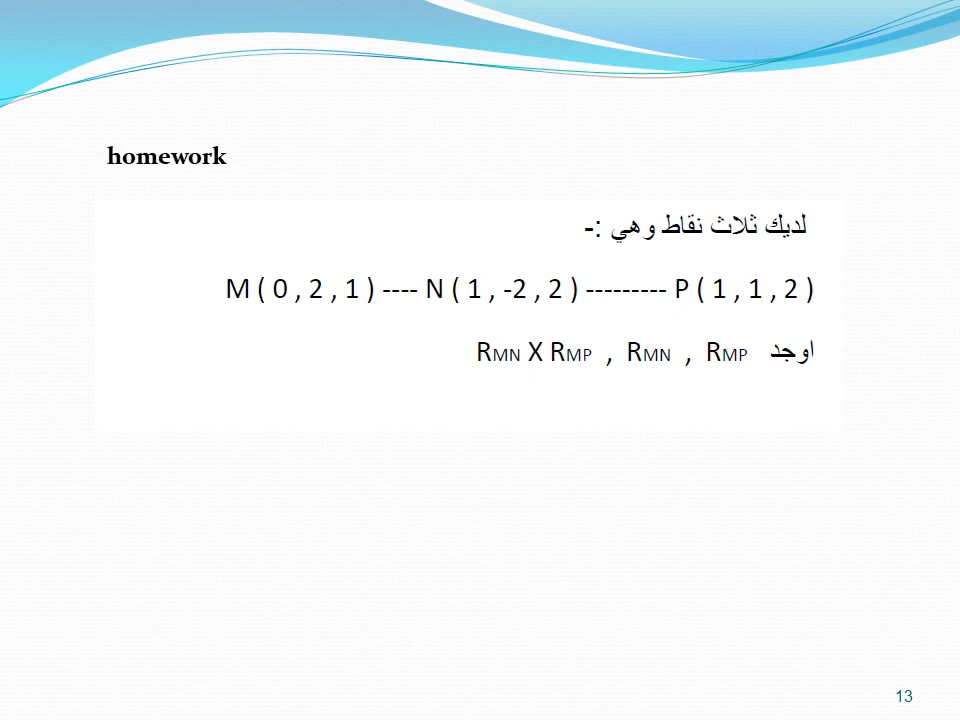 homework
لديك ثلاث نقاط وهي :-
M ( 0 , 2 , 1 ) ---- N ( 1 , -2 , 2 ) --------- P ( 1 , 1 , 2 )
اوجد RMN X RMP , RMN , RMP
13